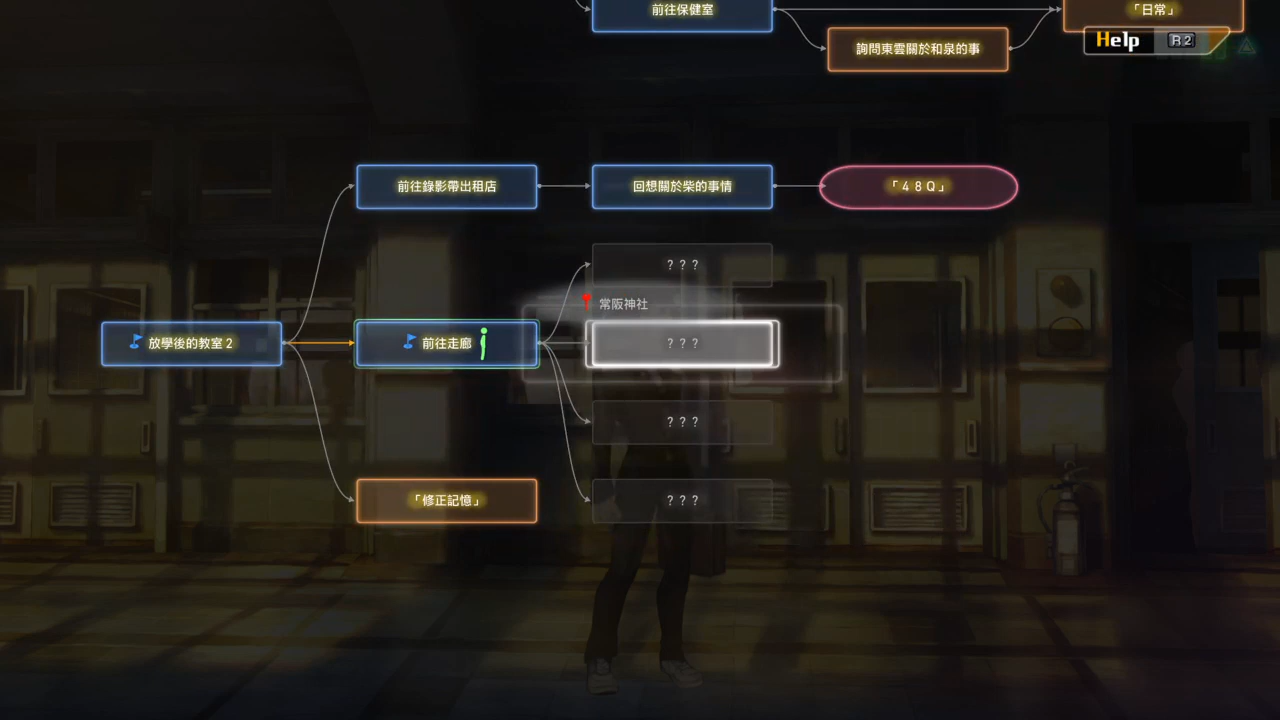 前往保健室
「日常」
Help R2
詢問東雲關於和泉的事
前往錄影帶出租店
回想關於柴的事情
「48Q」
???
常阪神社
放學後的教室2
前往走廊
???
???
「修正記憶」
???